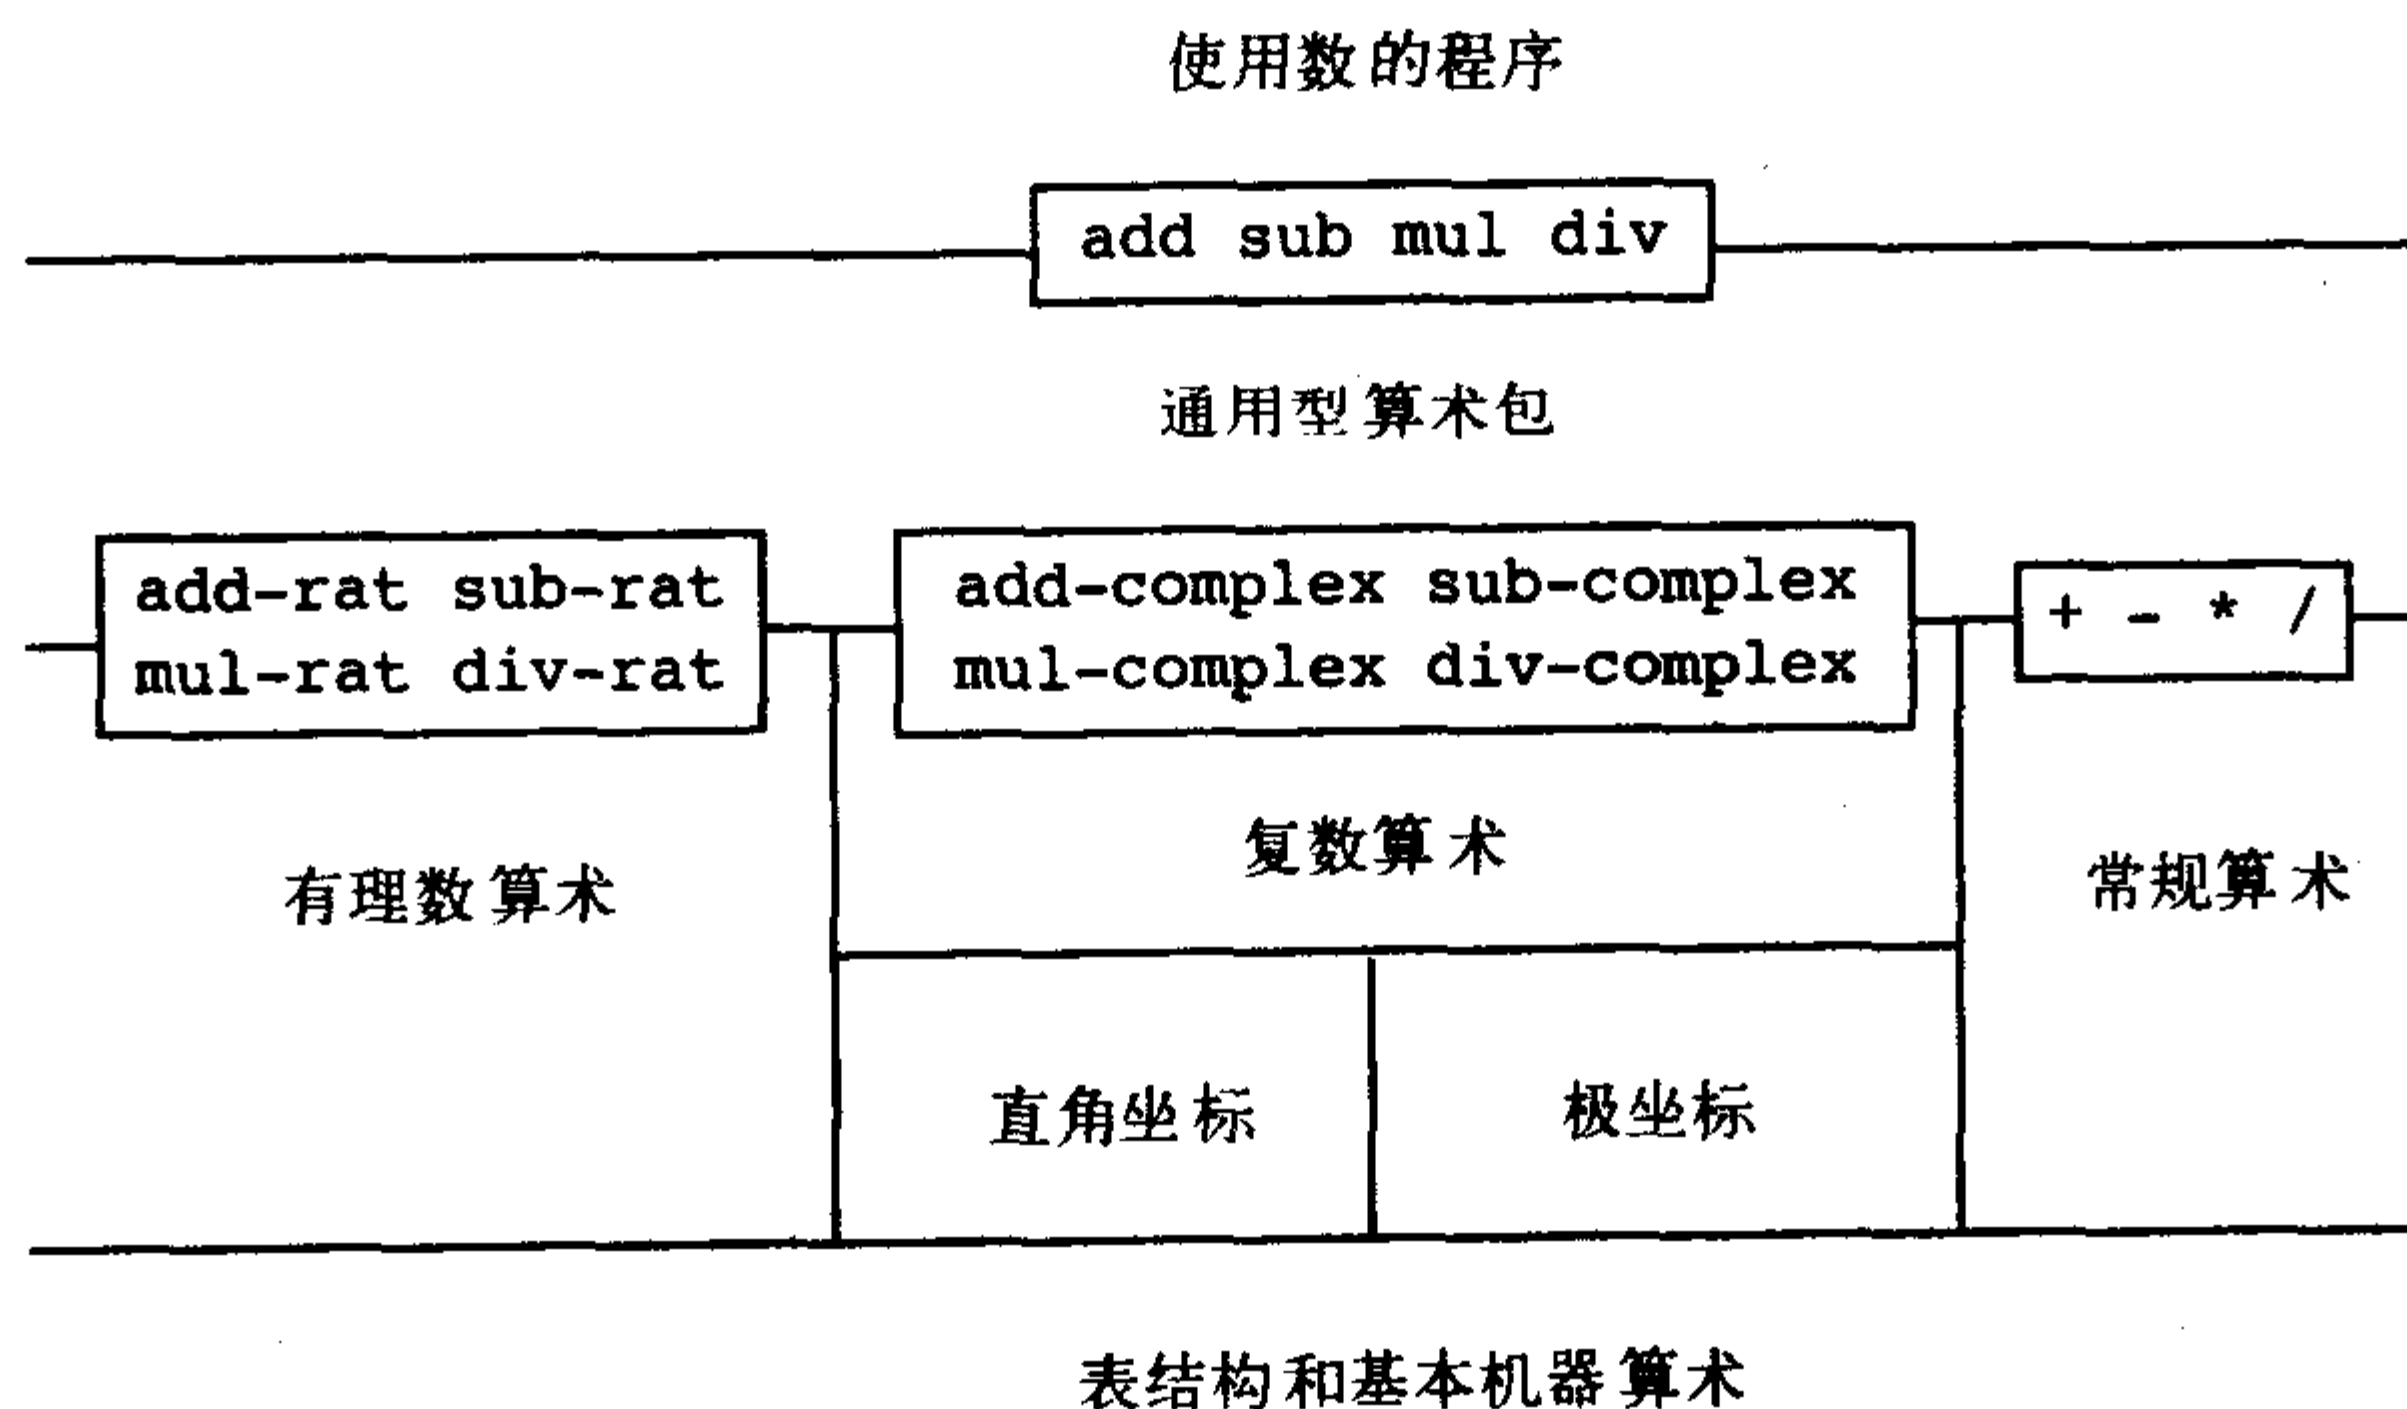 使用数的程序
add sub mul div
通用型算术包
add-rat sub-rat
mul-rat div-rat
add-complex sub-complex
mul-complex div-complex
+ - * /
有理数算术
复数算术
常规算术
直角坐标
极坐标
表结构和基本机器算术